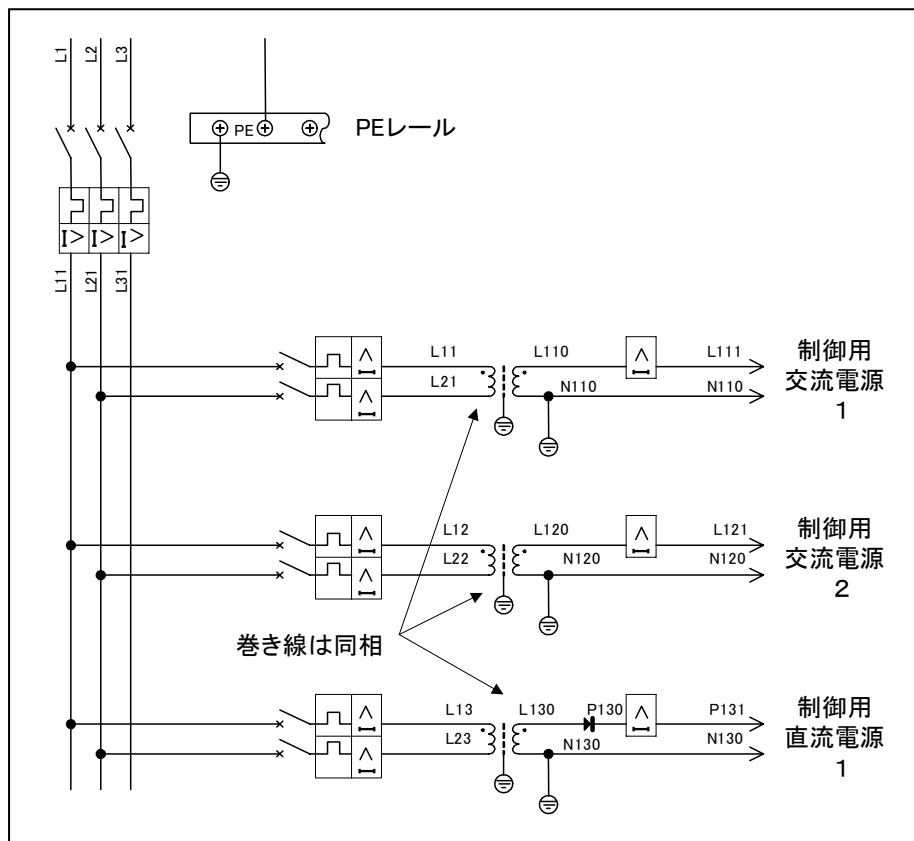 L1
L2
L3
PE
PEレール
I>
I>
I>
L11
L21
L31
L11
L110
L111
L21
N110
N110
制御用
交流電源
1
L12
L120
L121
L22
N120
N120
制御用
交流電源
2
巻き線は同相
L13
L130
P130
P131
L23
N130
N130
制御用
直流電源
1